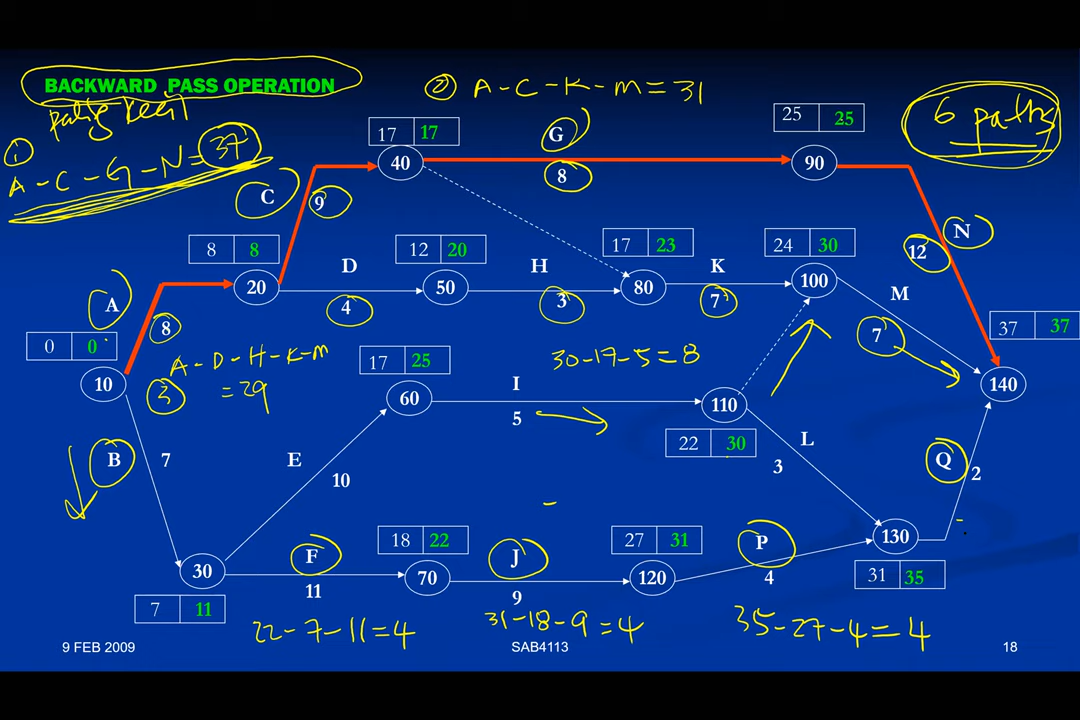 BACKWARD PASS OPERATION
② A-C-K-M=31
6 paths
①
A-C-G-N=37
17 17
G
25 25
40
8
90
C
9
N
12
8 8
12 20
17 23
24 30
D
H
K
M
20
50
80
100
4
3
7
7
A
8
0 0
37 37
10
③ A-D-H-K-M
=29
17 25
30-17-5=8
I
60
5
110
140
22 30
L
3
B
7
E
10
Q
2
F
11
18 22
J
9
27 31
P
4
130
30
70
120
31 35
7 11
22-7-11=4
31-18-9=4
35-27-4=4
9 FEB 2009
SAB4113
18